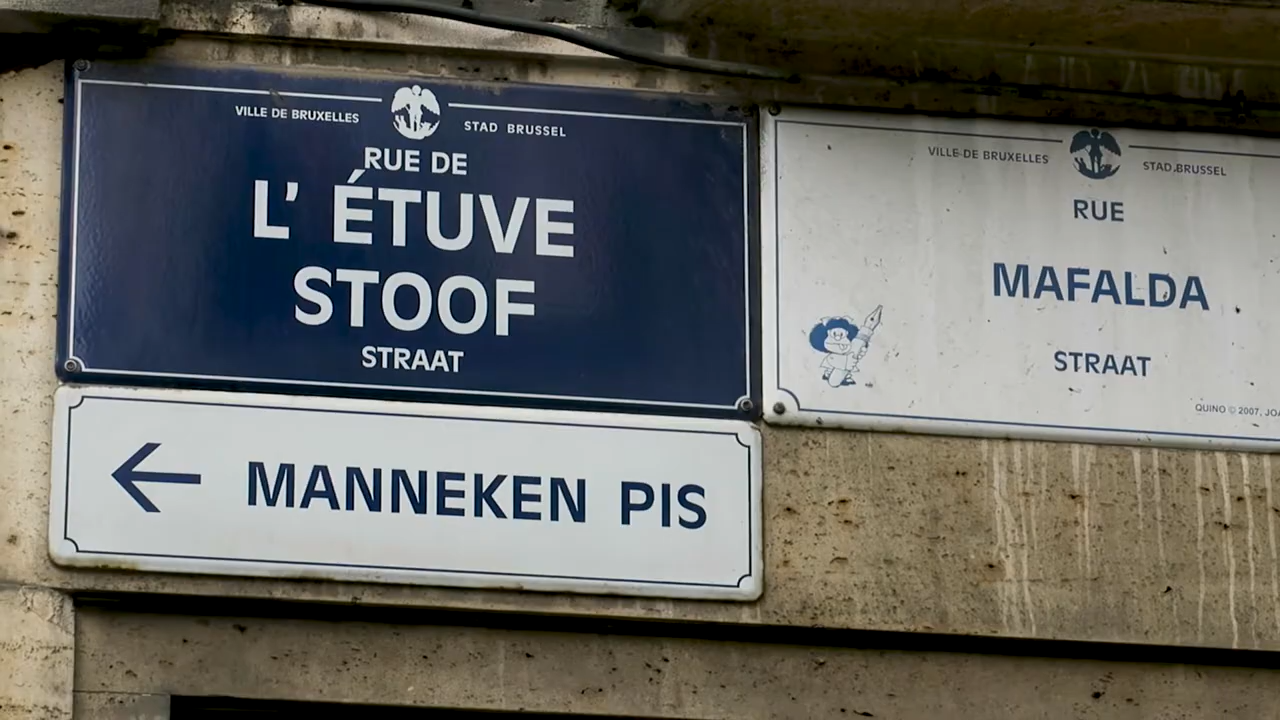 VILLE DE BRUXELLES STAD BRUSSEL
RUE DE
L' ÉTUVE
STOOF
STRAAT
MANNEKEN PIS
VILLE DE BRUXELLES STAD BRUSSEL
RUE
MAFALDA
STRAAT
QUINO © 2007,